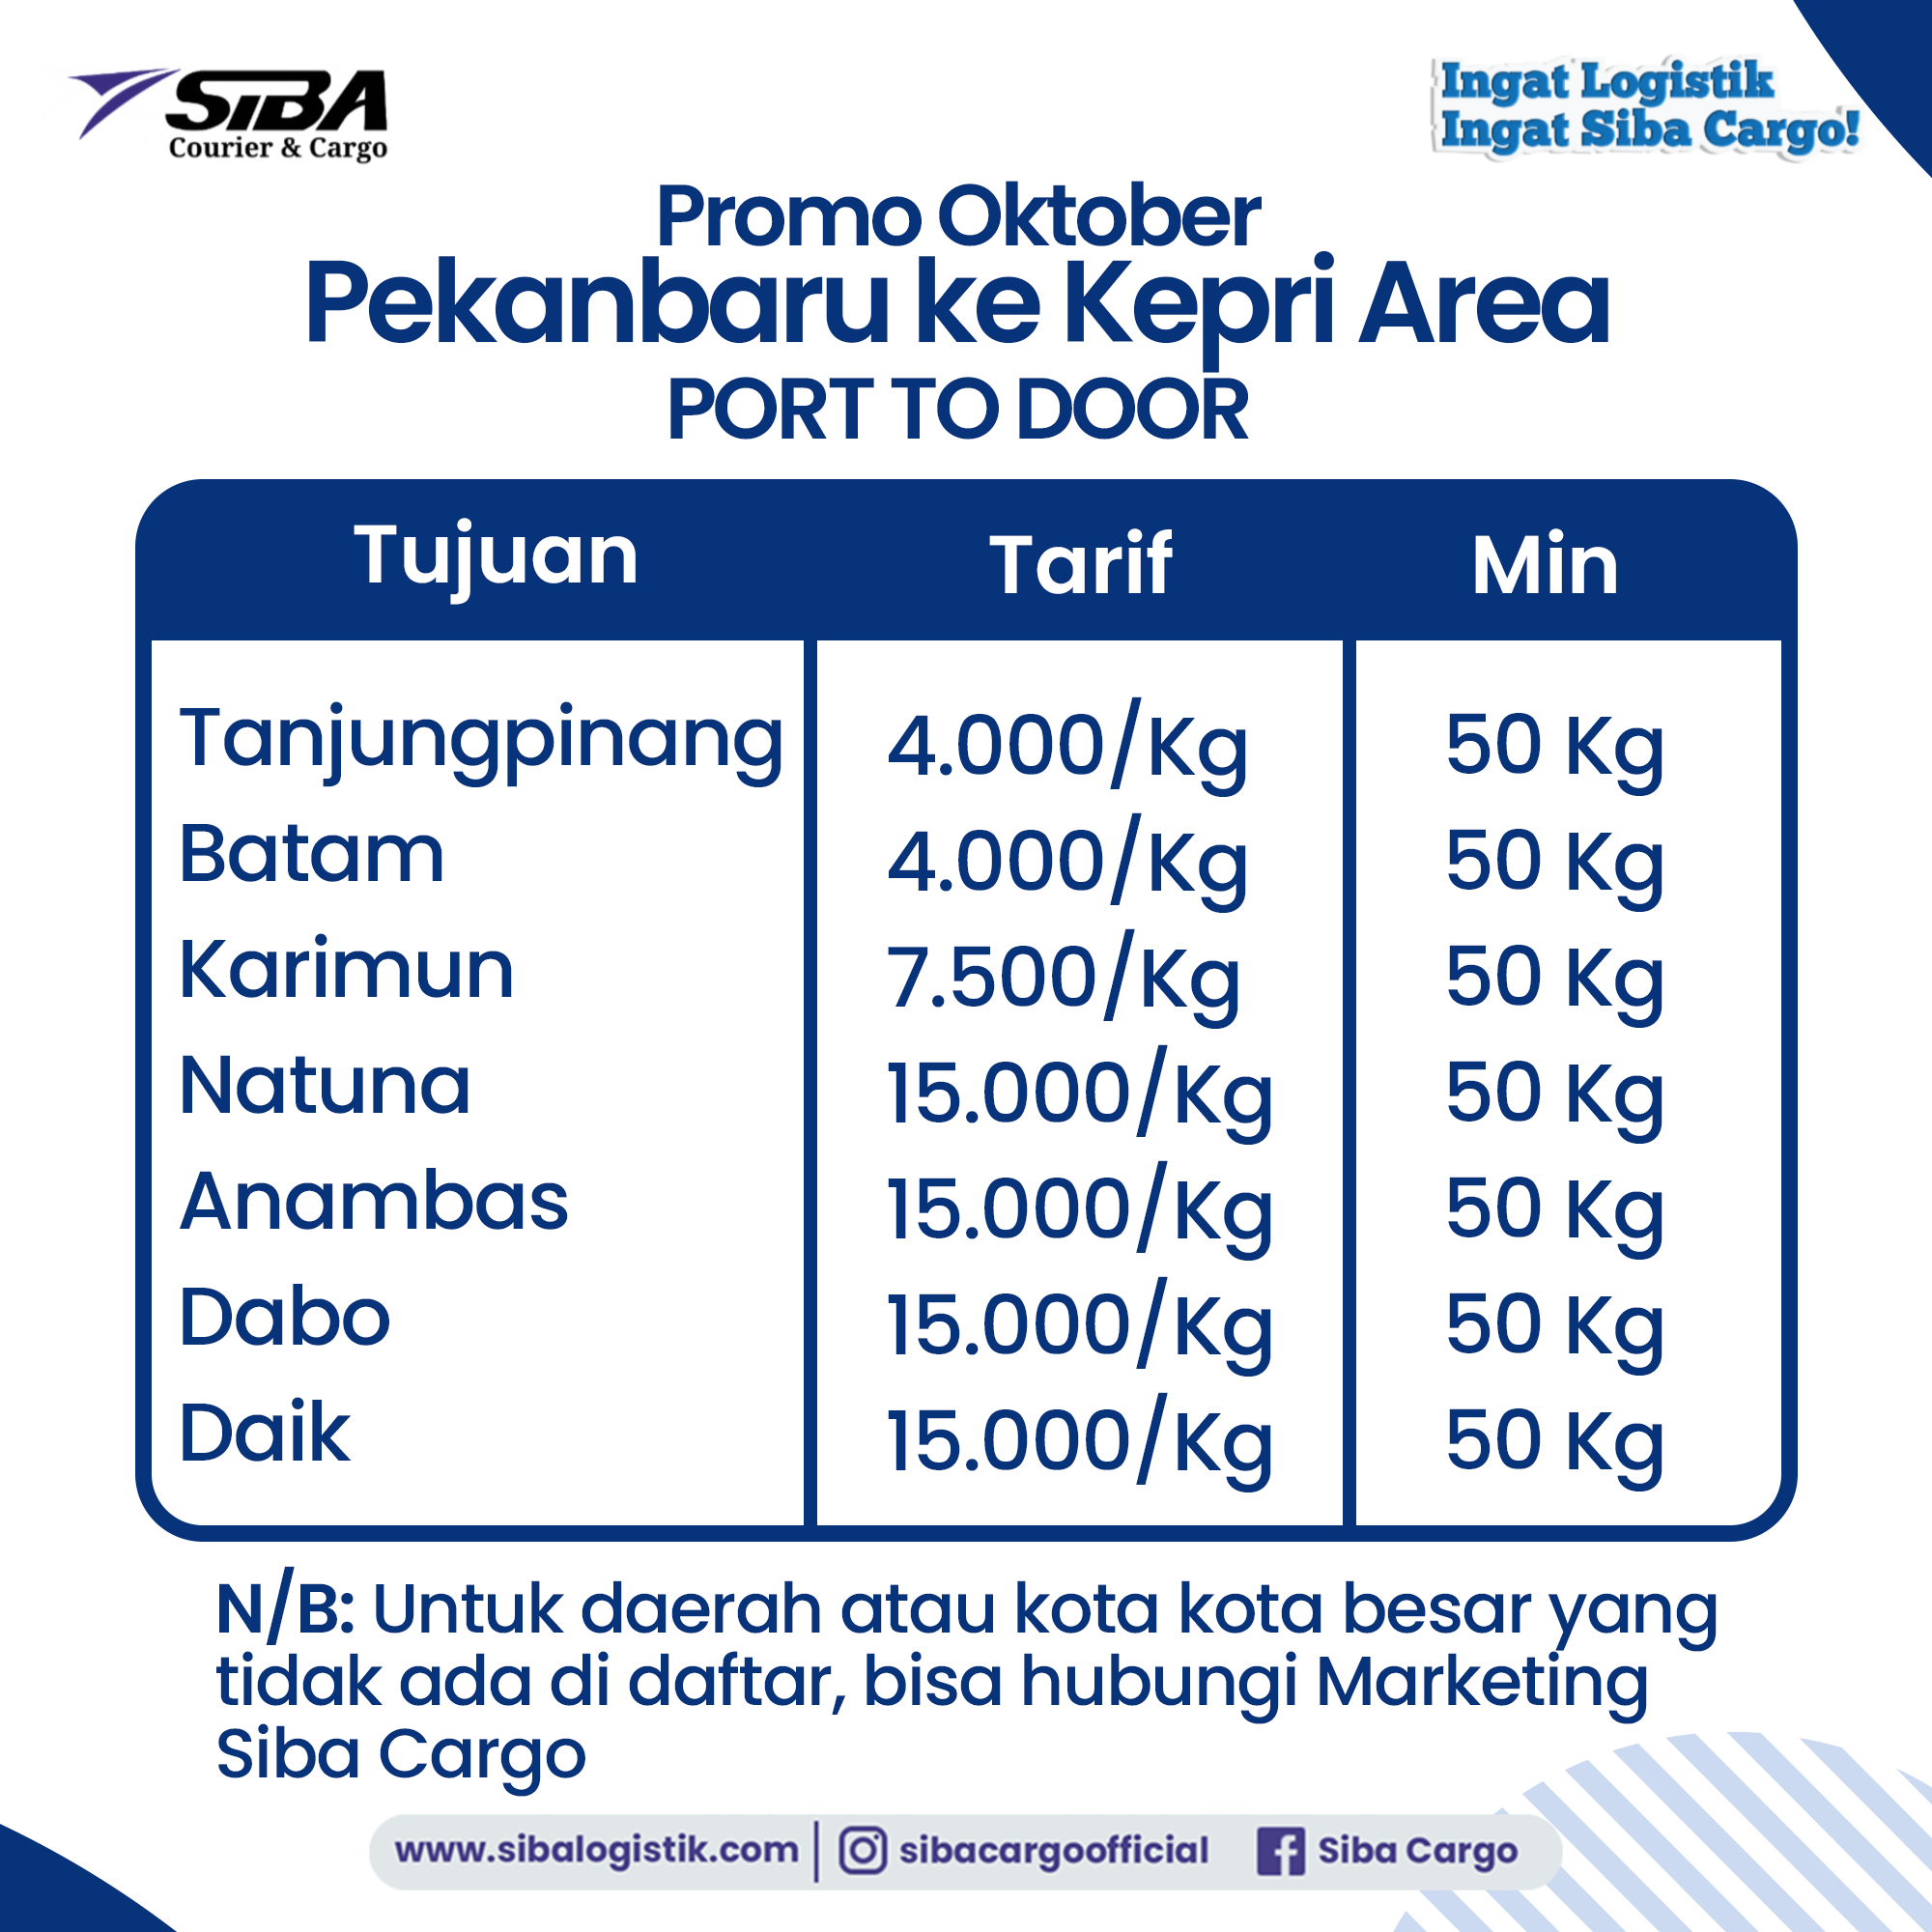 SIBA
Courier & Cargo
Ingat Logistik
Ingat Siba Cargo!
Promo Oktober
Pekanbaru ke Kepri Area
PORT TO DOOR
Tujuan Tarif Min
Tanjungpinang 4.000/Kg 50 Kg
Batam 4.000/Kg 50 Kg
Karimun 7.500/Kg 50 Kg
Natuna 15.000/Kg 50 Kg
Anambas 15.000/Kg 50 Kg
Dabo 15.000/Kg 50 Kg
Daik 15.000/Kg 50 Kg
N/B: Untuk daerah atau kota kota besar yang
tidak ada di daftar, bisa hubungi Marketing
Siba Cargo
www.sibalogistik.com sibacargoofficial Siba Cargo